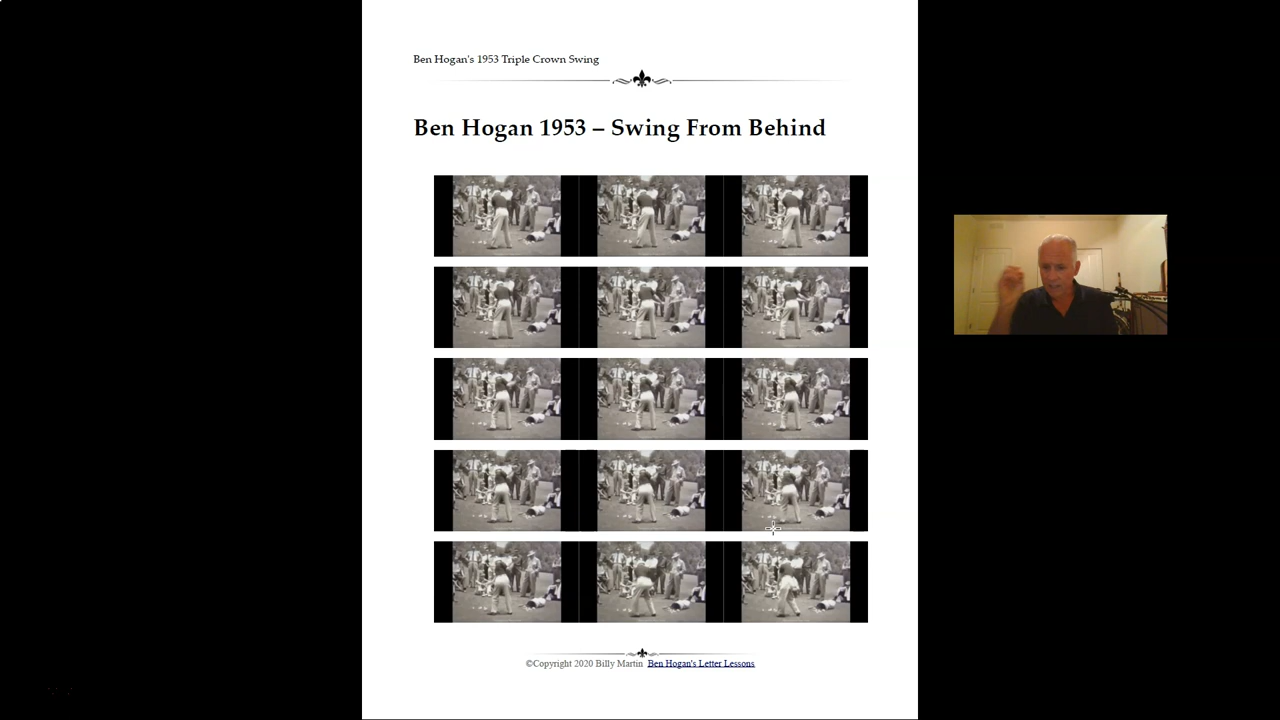 Ben Hogan's 1953 Triple Crown Swing
Ben Hogan 1953 – Swing From Behind
©Copyright 2020 Billy Martin Ben Hogan's Letter Lessons